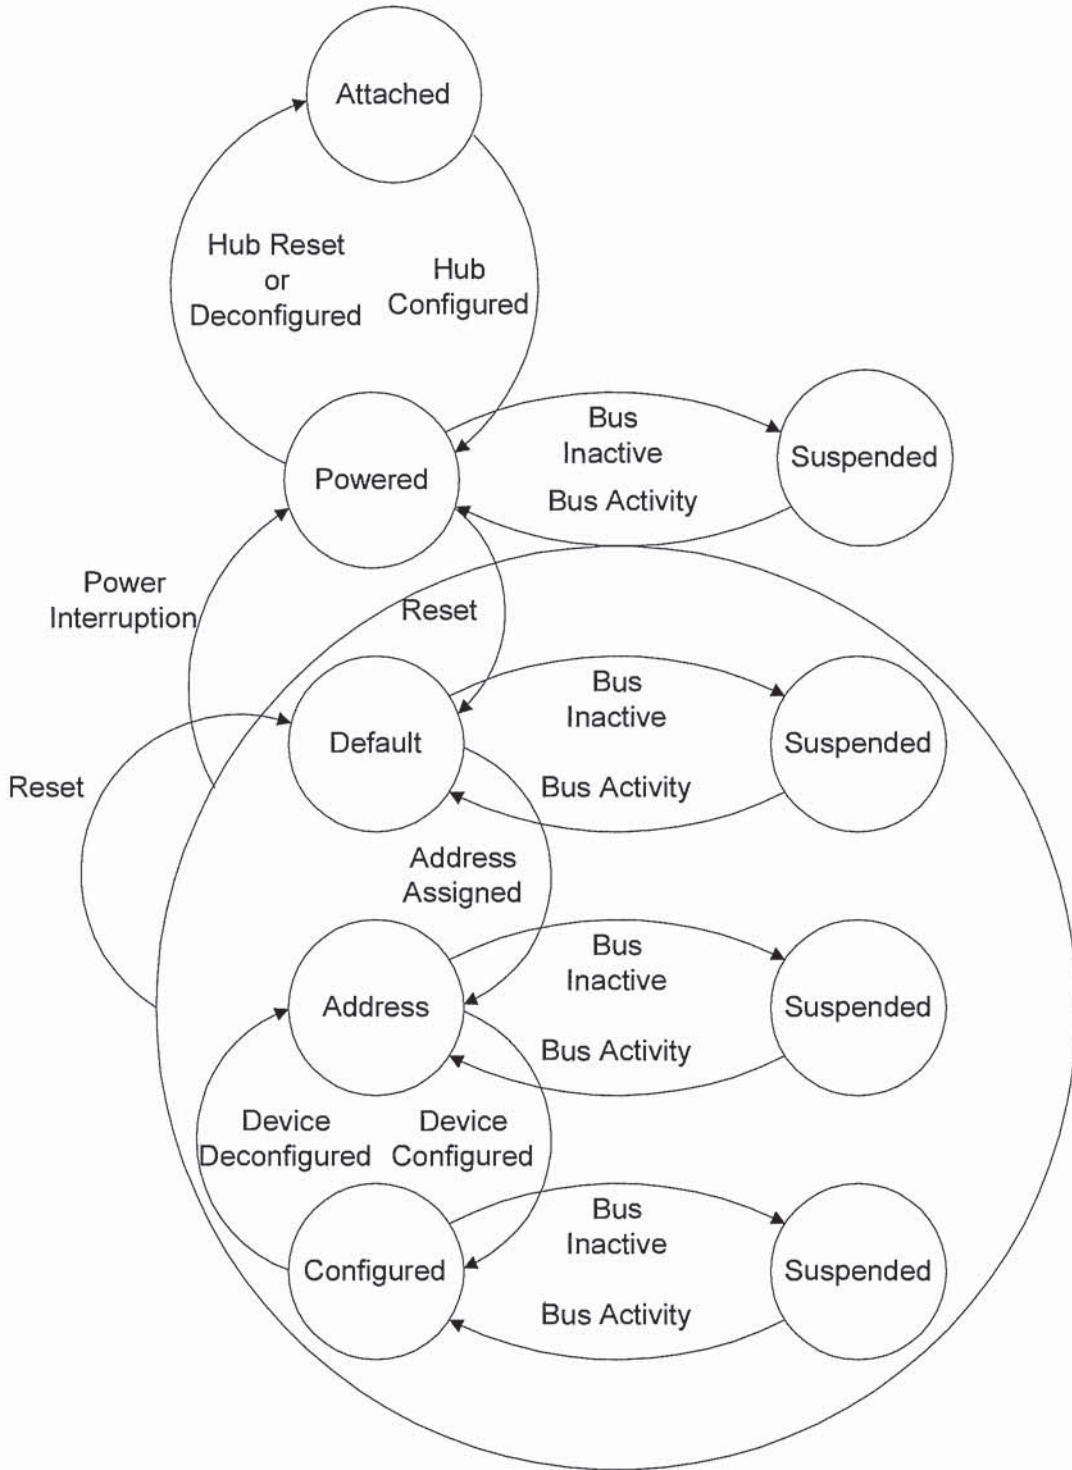 Attached
Hub Reset
or
Deconfigured
Hub
Configured
Bus
Inactive
Suspended
Powered
Bus Activity
Power
Interruption
Reset
Bus
Inactive
Default
Suspended
Reset
Bus Activity
Address
Assigned
Bus
Inactive
Address
Suspended
Bus Activity
Device
Deconfigured
Device
Configured
Bus
Inactive
Configured
Suspended
Bus Activity